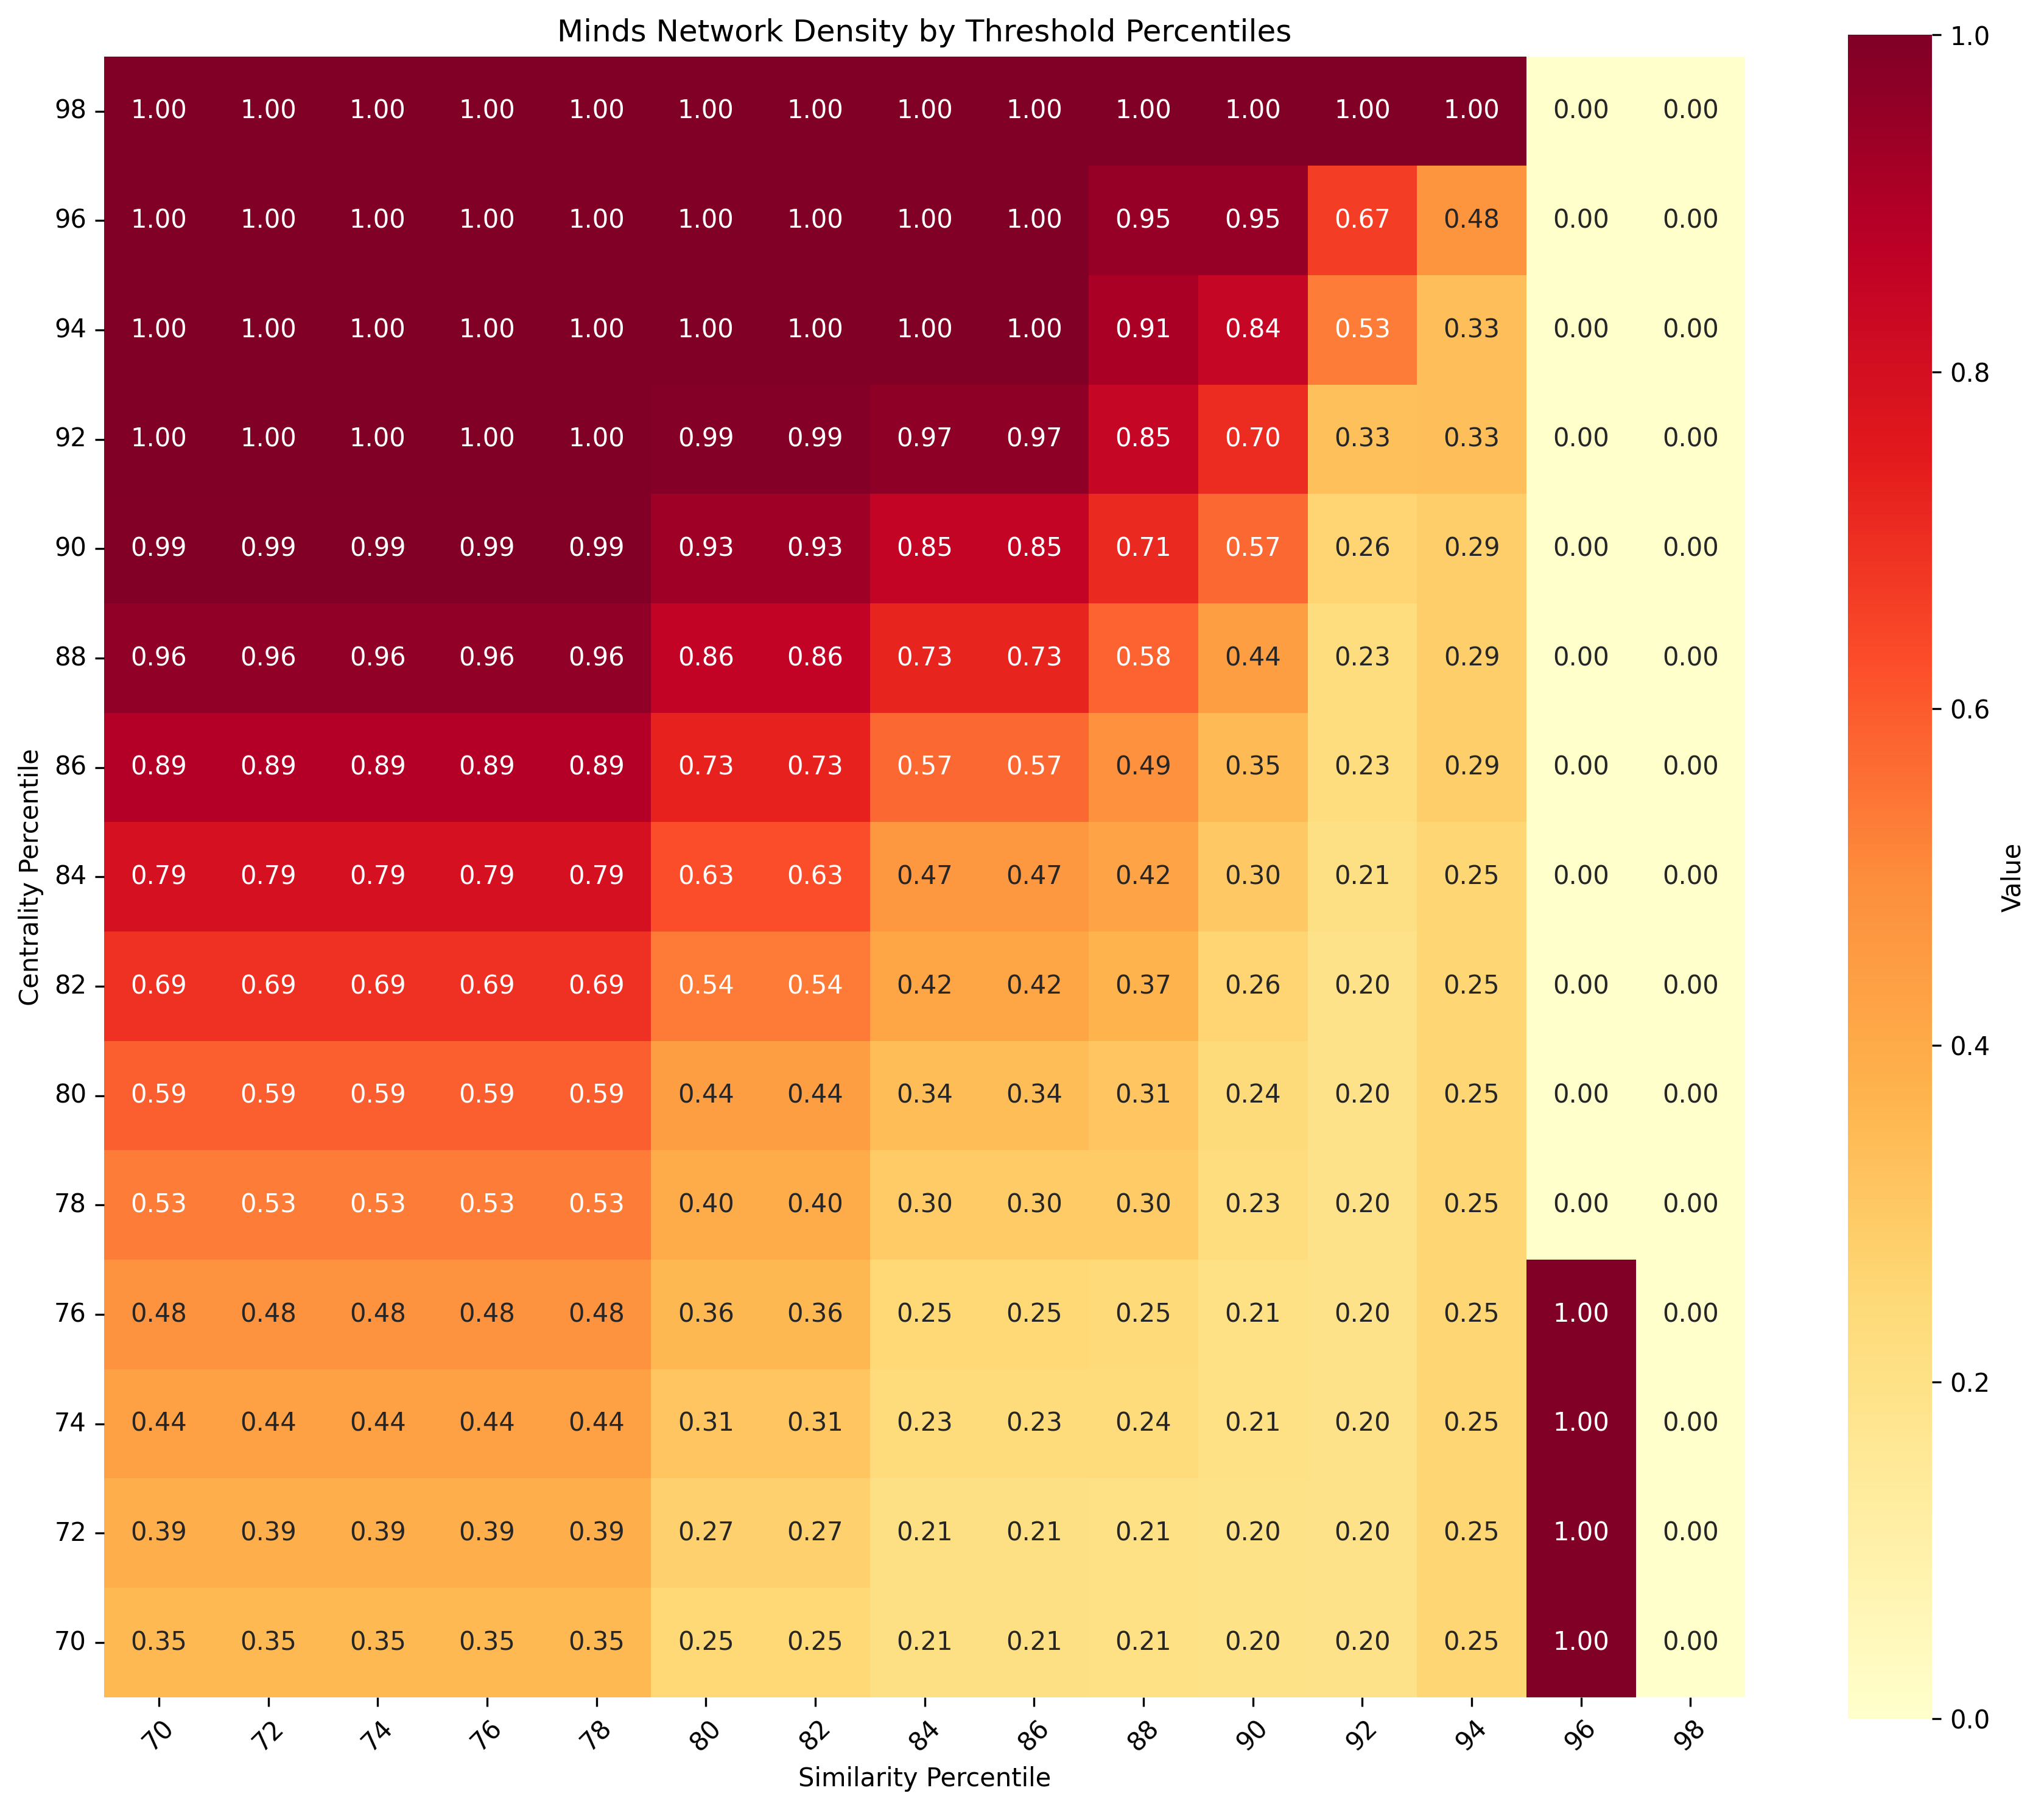 Minds Network Density by Threshold Percentiles
98 1.00 1.00 1.00 1.00 1.00 1.00 1.00 1.00 1.00 1.00 1.00 1.00 1.00 0.00 0.00
96 1.00 1.00 1.00 1.00 1.00 1.00 1.00 1.00 1.00 0.95 0.95 0.67 0.48 0.00 0.00
94 1.00 1.00 1.00 1.00 1.00 1.00 1.00 1.00 1.00 0.91 0.84 0.53 0.33 0.00 0.00
92 1.00 1.00 1.00 1.00 1.00 0.99 0.99 0.97 0.97 0.85 0.70 0.33 0.33 0.00 0.00
90 0.99 0.99 0.99 0.99 0.99 0.93 0.93 0.85 0.85 0.71 0.57 0.26 0.29 0.00 0.00
88 0.96 0.96 0.96 0.96 0.96 0.86 0.86 0.73 0.73 0.58 0.44 0.23 0.29 0.00 0.00
86 0.89 0.89 0.89 0.89 0.89 0.73 0.73 0.57 0.57 0.49 0.35 0.23 0.29 0.00 0.00
84 0.79 0.79 0.79 0.79 0.79 0.63 0.63 0.47 0.47 0.42 0.30 0.21 0.25 0.00 0.00
82 0.69 0.69 0.69 0.69 0.69 0.54 0.54 0.42 0.42 0.37 0.26 0.20 0.25 0.00 0.00
80 0.59 0.59 0.59 0.59 0.59 0.44 0.44 0.34 0.34 0.31 0.24 0.20 0.25 0.00 0.00
78 0.53 0.53 0.53 0.53 0.53 0.40 0.40 0.30 0.30 0.30 0.23 0.20 0.25 0.00 0.00
76 0.48 0.48 0.48 0.48 0.48 0.36 0.36 0.25 0.25 0.25 0.21 0.20 0.25 1.00 0.00
74 0.44 0.44 0.44 0.44 0.44 0.31 0.31 0.23 0.23 0.24 0.21 0.20 0.25 1.00 0.00
72 0.39 0.39 0.39 0.39 0.39 0.27 0.27 0.21 0.21 0.21 0.20 0.20 0.25 1.00 0.00
70 0.35 0.35 0.35 0.35 0.35 0.25 0.25 0.21 0.21 0.21 0.20 0.20 0.25 1.00 0.00
70 72 74 76 78 80 82 84 86 88 90 92 94 96 98
Similarity Percentile
Centrality Percentile
1.0
0.8
0.6
0.4
0.2
0.0
Value